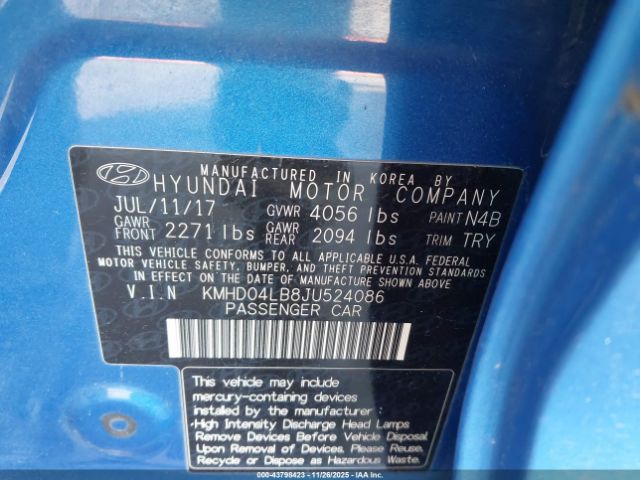 MANUFACTURED IN KOREA BY
HYUNDAI MOTOR COMPANY
JUL/11/17 GVWR 4056 lbs PAINT N4B
GAWR FRONT 2271 lbs GAWR REAR 2094 lbs TRIM TRY
THIS VEHICLE CONFORMS TO ALL APPLICABLE U.S.A. FEDERAL
MOTOR VEHICLE SAFETY, BUMPER, AND THEFT PREVENTION STANDARDS
IN EFFECT ON THE DATE OF MANUFACTURE SHOWN ABOVE.
V.I.N KMHD04LB8JU524086
PASSENGER CAR
This vehicle may include
mercury-containing devices
installed by the manufacturer :
-High Intensity Discharge Head Lamps
Remove Devices Before Vehicle Disposal
Upon Removal of Devices. Please Reuse,
Recycle or Dispose as Hazardous Waste.
000-43798423 - 11/26/2025 - IAAI.COM